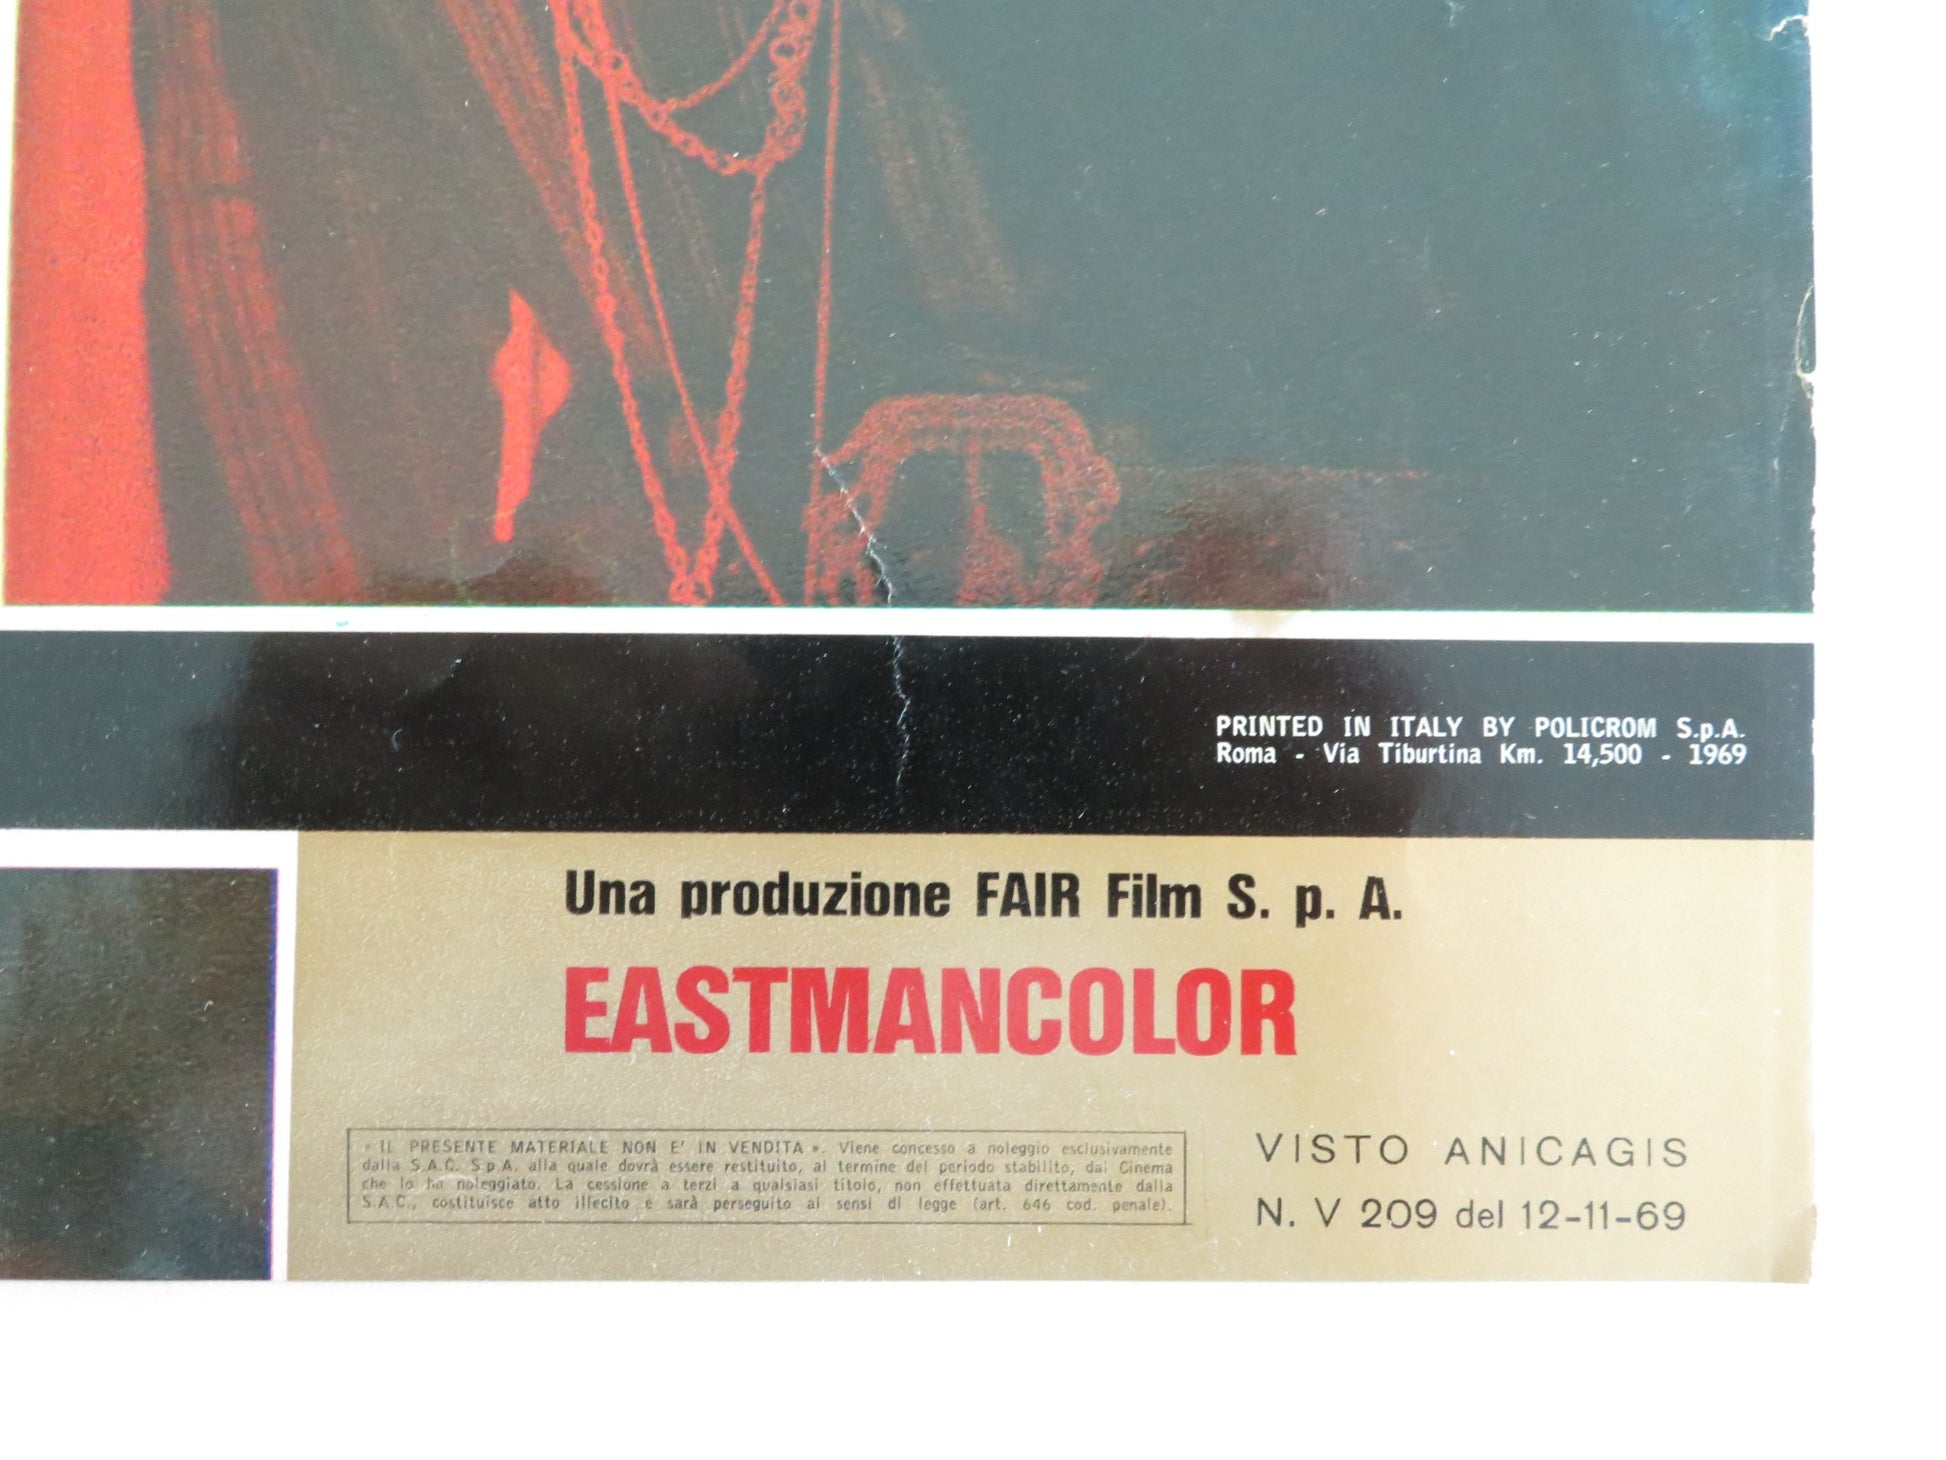 PRINTED IN ITALY BY POLICROM S.p.A.
Roma - Via Tiburtina Km. 14,500 - 1969
Una produzione FAIR Film S. p. A.
EASTMANCOLOR
« IL PRESENTE MATERIALE NON E' IN VENDITA ». Viene concesso a noleggio esclusivamente
dalla S.A.C. S.p.A. alla quale dovrà essere restituito, al termine del periodo stabilito, dal Cinema
che lo ha noleggiato. La cessione a terzi a qualsiasi titolo, non effettuata direttamente dalla
S.A.C., costituisce atto illecito e sarà perseguito ai sensi di legge (art. 646 cod. penale).
VISTO ANICAGIS
N. V 209 del 12-11-69